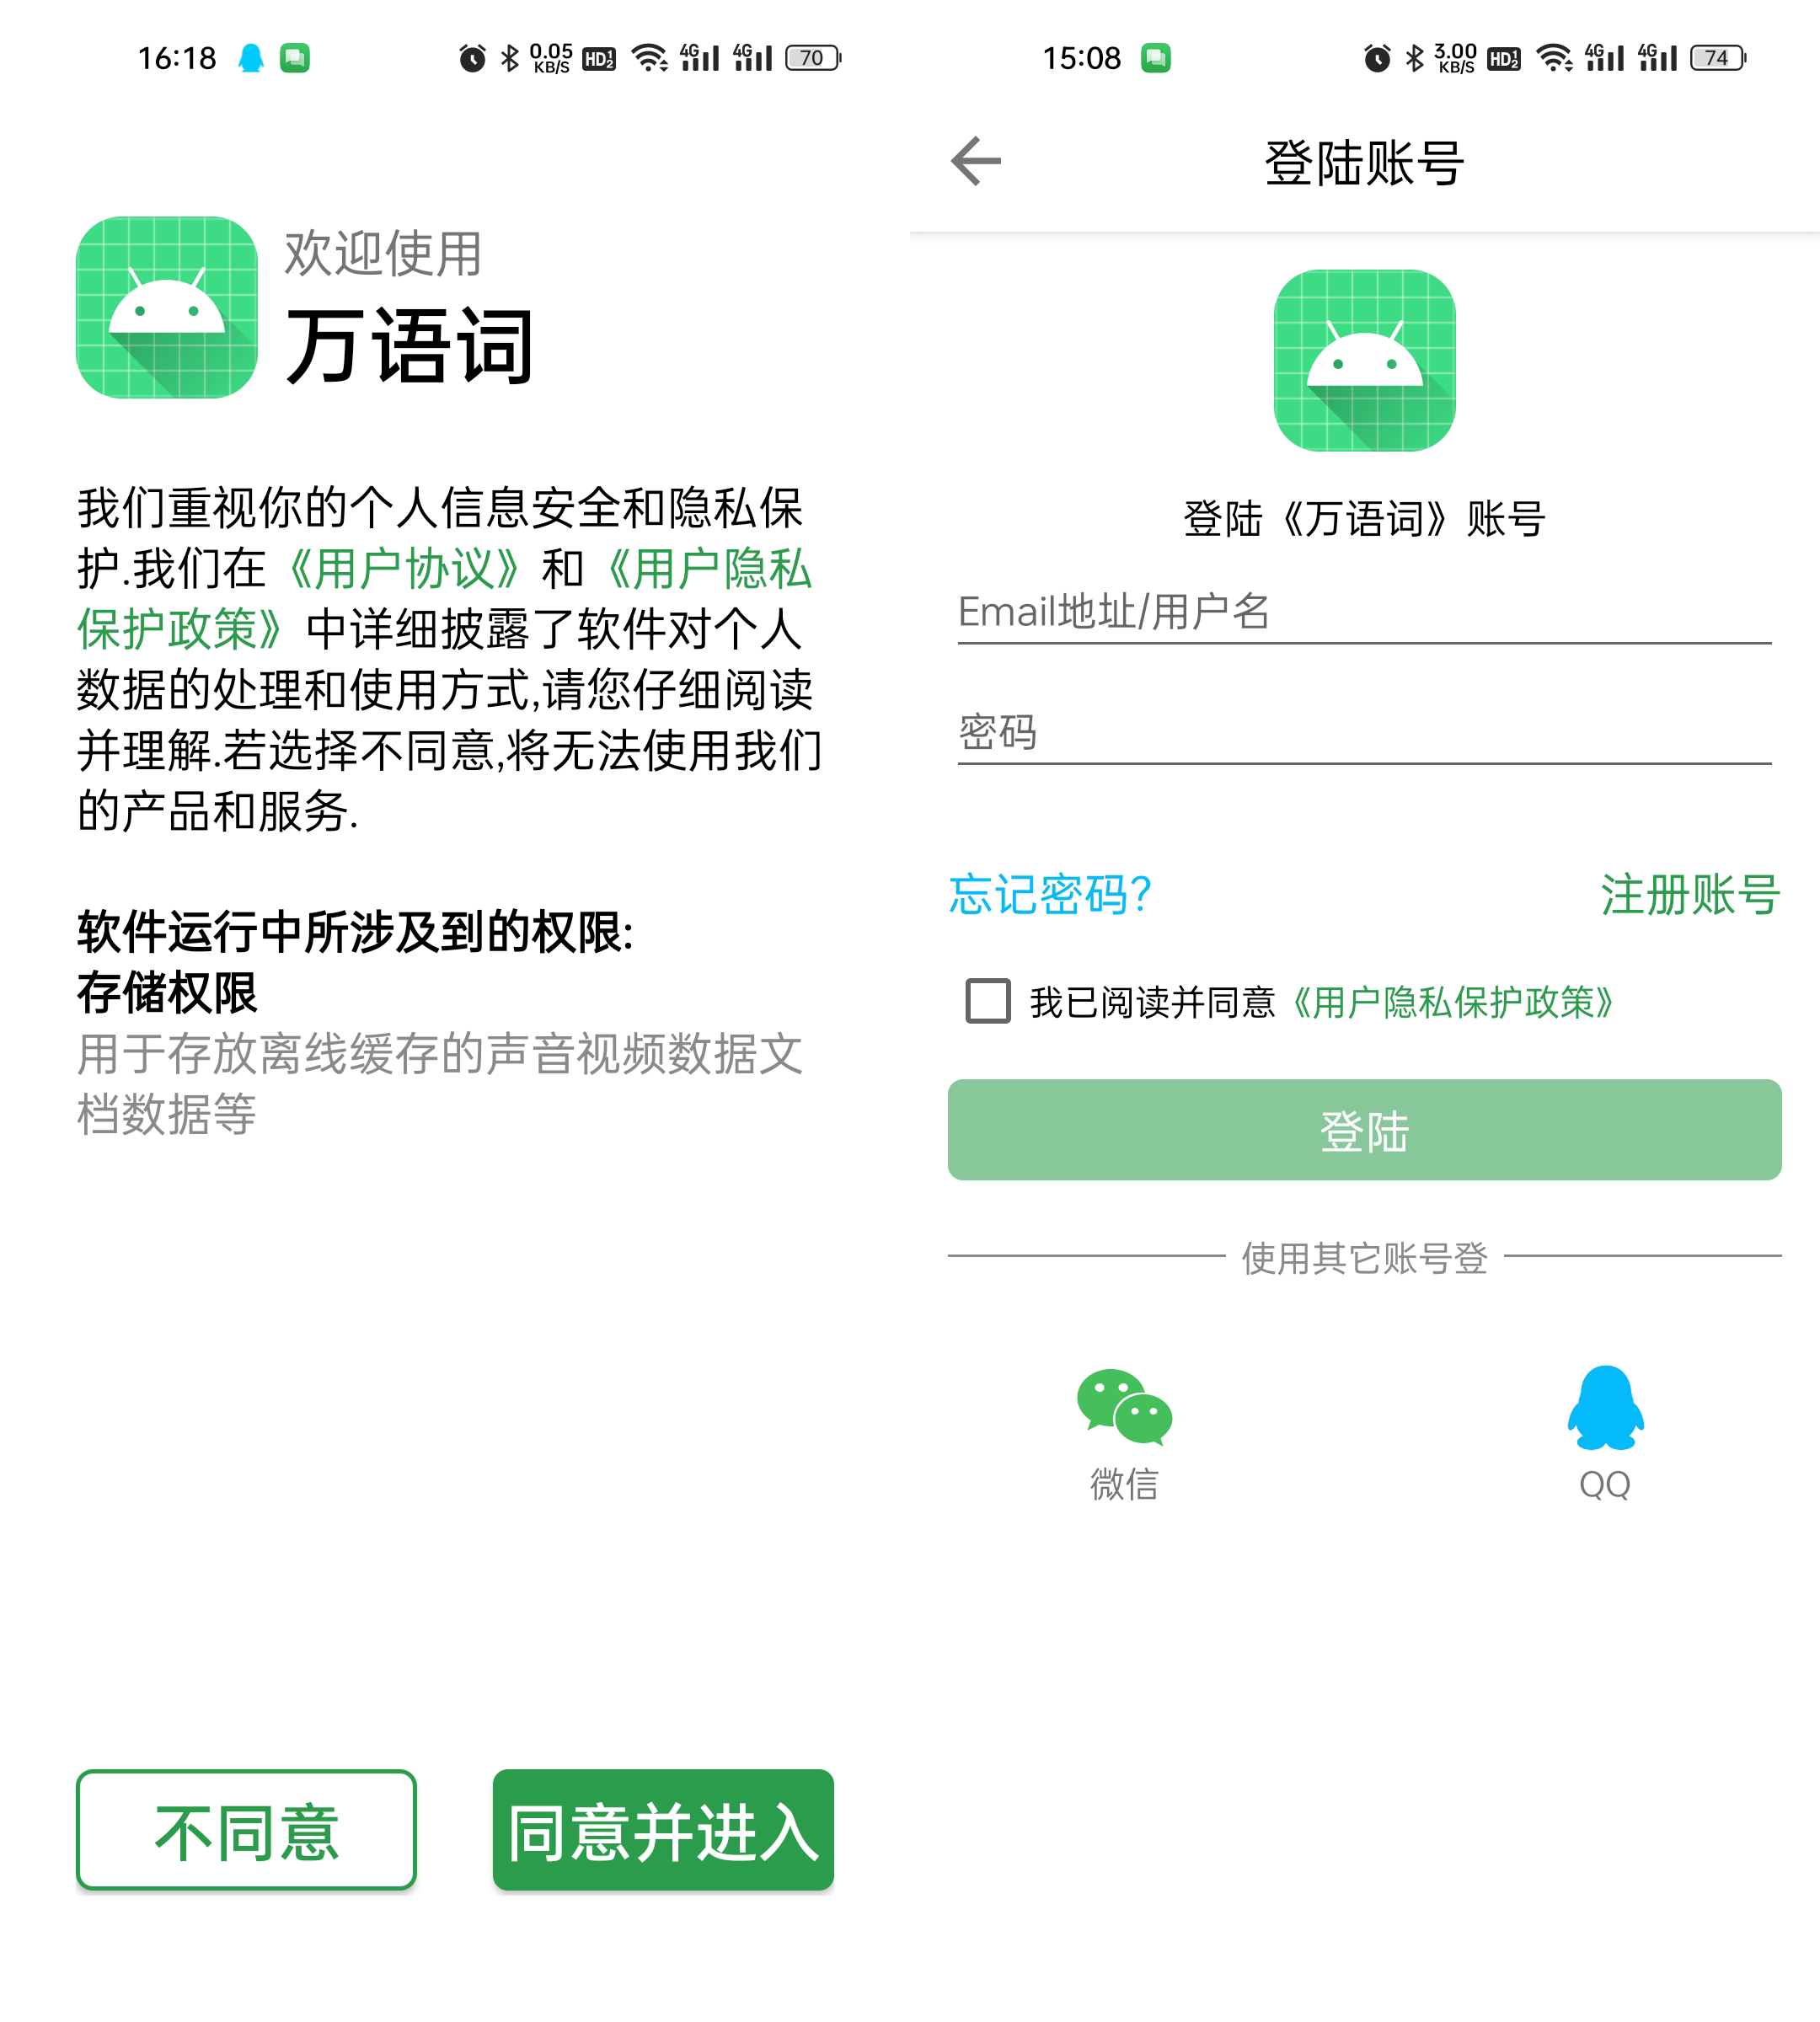 16:18
0.05
KB/S
HD 1 2
4G
4G
70
欢迎使用
万语词
我们重视你的个人信息安全和隐私保
护.我们在《用户协议》和《用户隐私
保护政策》中详细披露了软件对个人
数据的处理和使用方式,请您仔细阅读
并理解.若选择不同意,将无法使用我们
的产品和服务.
软件运行中所涉及到的权限:
存储权限
用于存放离线缓存的声音视频数据文
档数据等
不同意
同意并进入
15:08
3.00
KB/S
HD 1 2
4G
4G
74
登陆账号
登陆《万语词》账号
Email地址/用户名
密码
忘记密码?
注册账号
我已阅读并同意《用户隐私保护政策》
登陆
使用其它账号登
微信
QQ